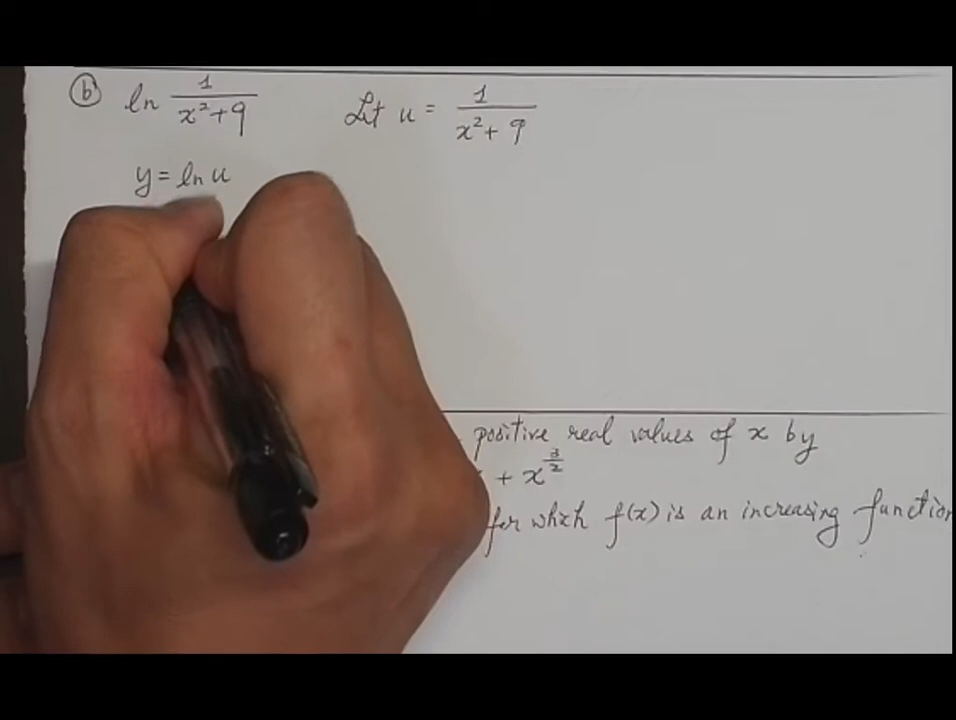 ⓑ ln 1/(x²+9) Let u = 1/(x²+9)
y = ln u
positive real values of x by
+ x^(3/2)
for which f(x) is an increasing function